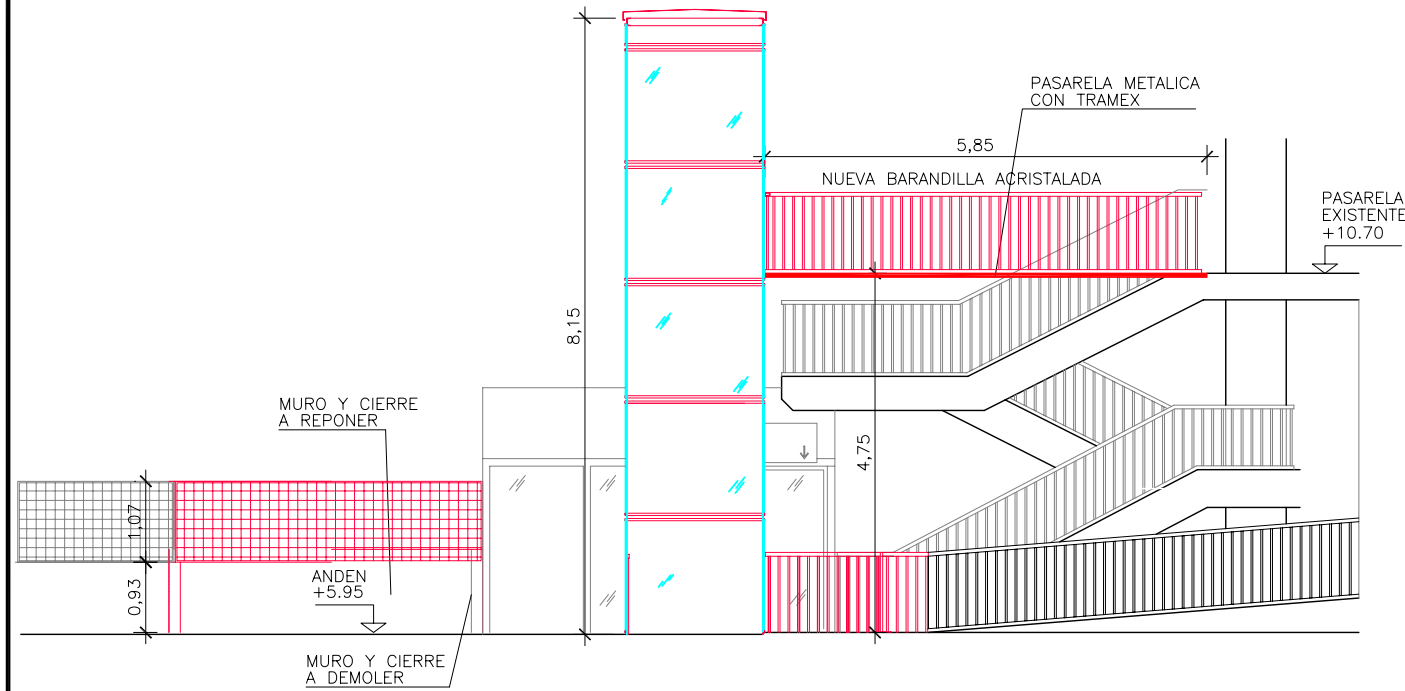 PASARELA METALICA
CON TRAMEX
5,85
NUEVA BARANDILLA ACRISTALADA
PASARELA
EXISTENTE
+10.70
8,15
MURO Y CIERRE
A REPONER
4,75
1,07
0,93
ANDEN
+5.95
MURO Y CIERRE
A DEMOLER